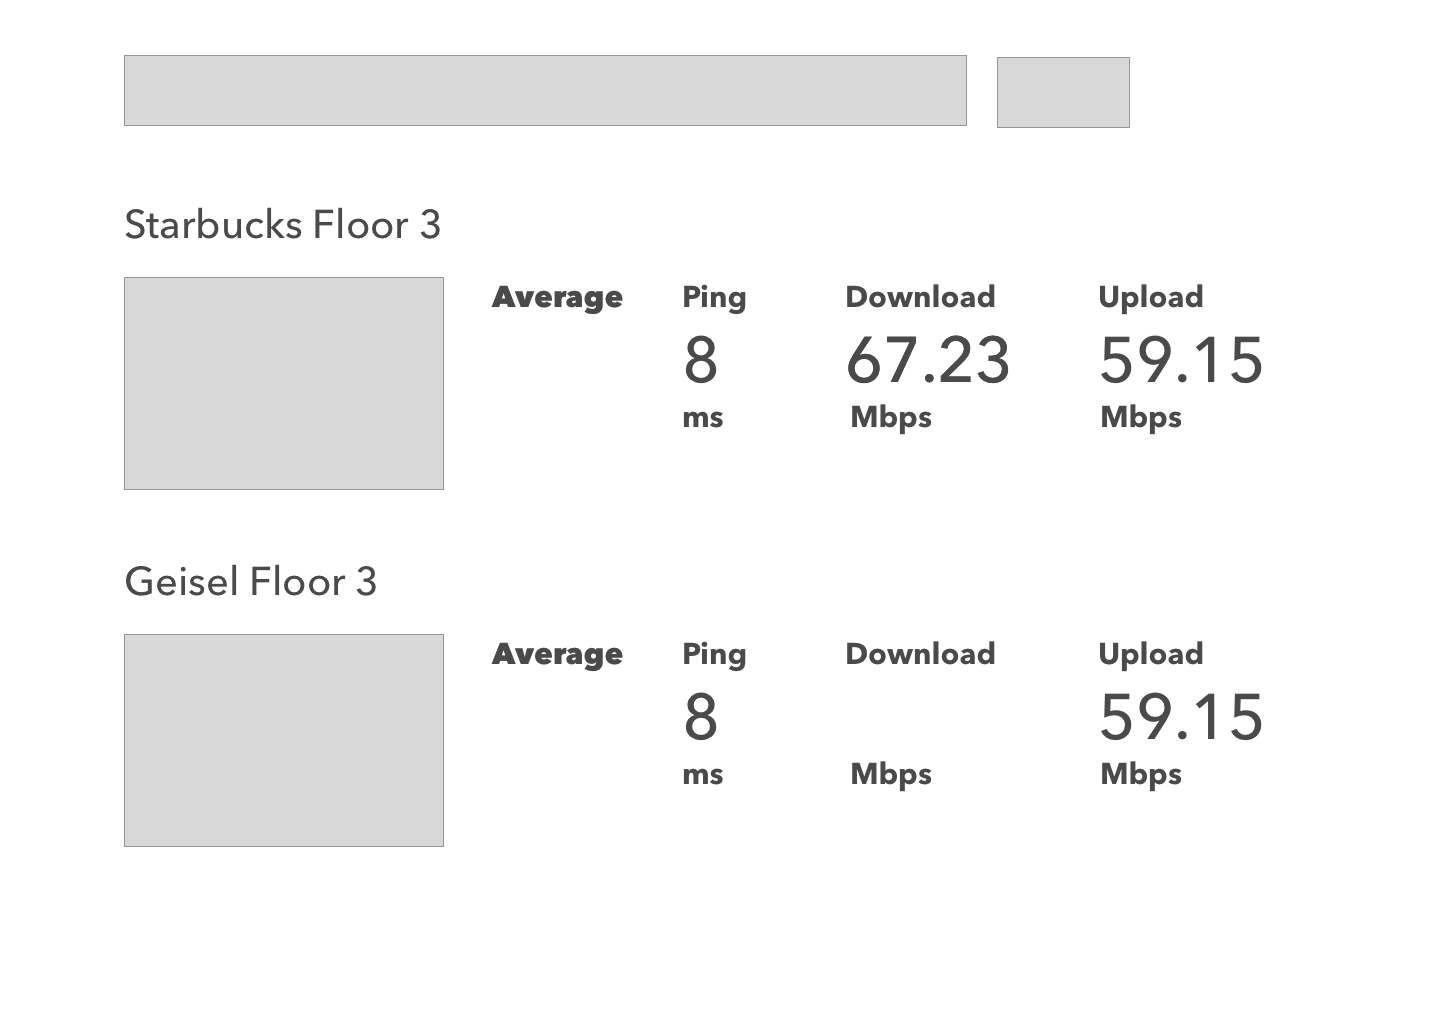 Starbucks Floor 3
Average Ping Download Upload
8 67.23 59.15
ms Mbps Mbps
Geisel Floor 3
Average Ping Download Upload
8 59.15
ms Mbps Mbps